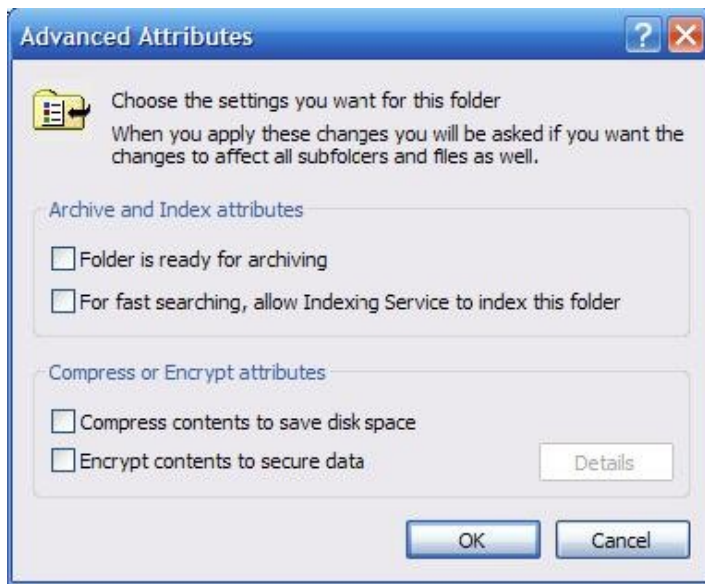 Advanced Attributes
?
Choose the settings you want for this folder
When you apply these changes you will be asked if you want the
changes to affect all subfolcers and files as well.
Archive and Index attributes
Folder is ready for archiving
For fast searching, allow Indexing Service to index this folder
Compress or Encrypt attributes
Compress contents to save disk space
Encrypt contents to secure data
Details
OK
Cancel